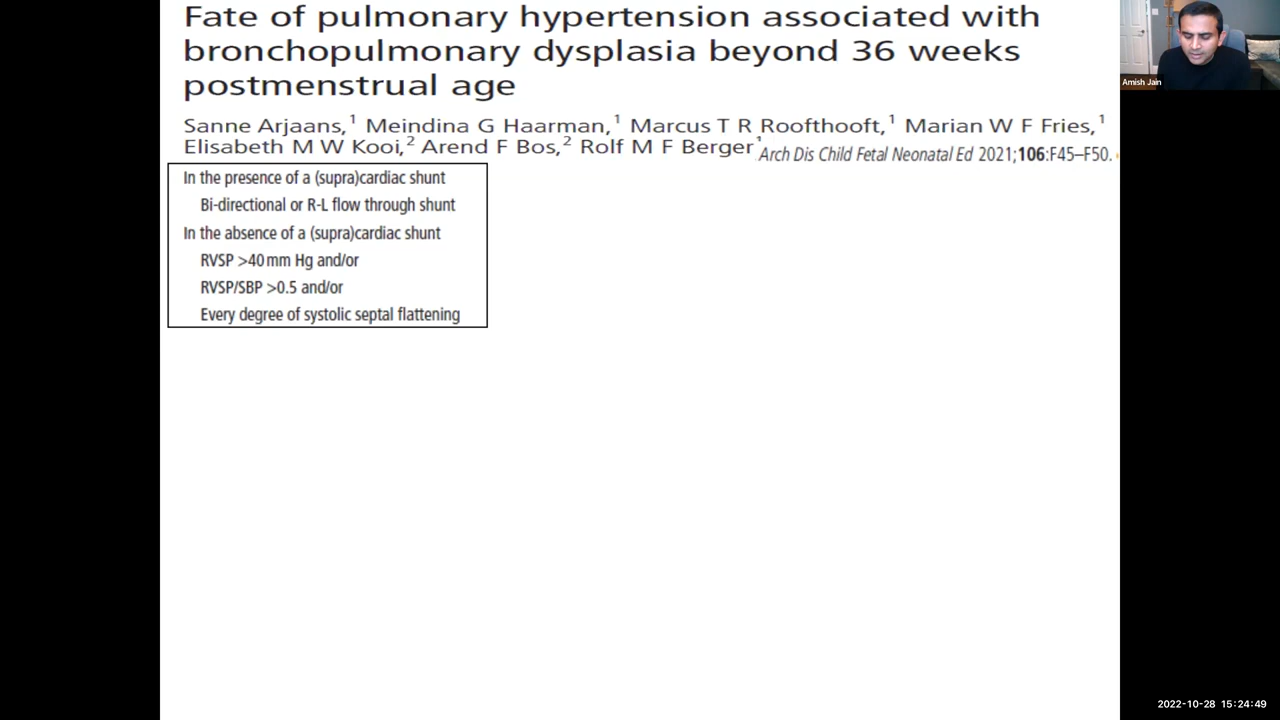 Fate of pulmonary hypertension associated with
bronchopulmonary dysplasia beyond 36 weeks
postmenstrual age
Sanne Arjaans,¹ Meindina G Haarman,¹ Marcus T R Roofthooft,¹ Marian W F Fries,¹
Elisabeth M W Kooi,² Arend F Bos,² Rolf M F Berger¹
Arch Dis Child Fetal Neonatal Ed 2021;106:F45–F50.
In the presence of a (supra)cardiac shunt
Bi-directional or R-L flow through shunt
In the absence of a (supra)cardiac shunt
RVSP >40 mm Hg and/or
RVSP/SBP >0.5 and/or
Every degree of systolic septal flattening
Amish Jain
2022-10-28 15:24:49